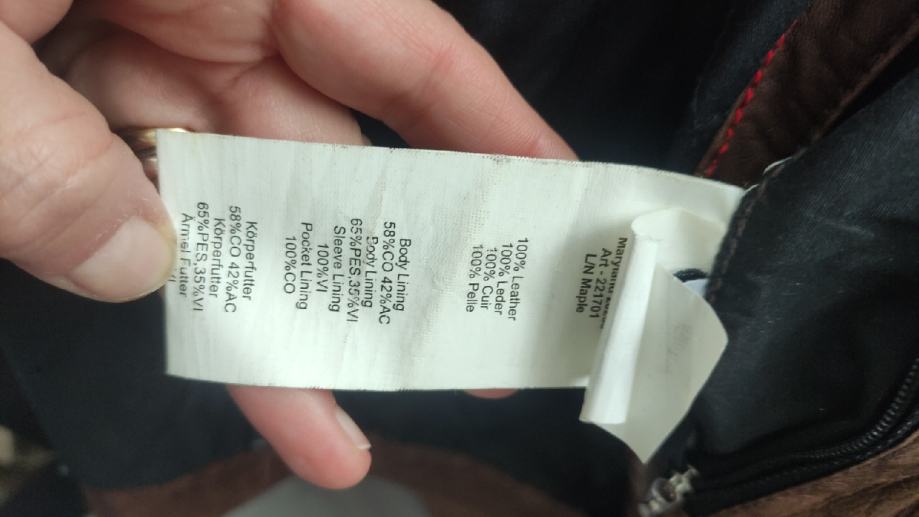 Art - 221701
L/N Maple
100% Leather
100% Leder
100% Cuir
100% Pelle
Body Lining
58%CO 42%AC
Body Lining
65%PES,35%VI
Sleeve Lining
100%VI
Pocket Lining
100%CO
Körperfutter
58%CO 42%AC
Körperfutter
65%PES,35%VI
Ärmel Futter